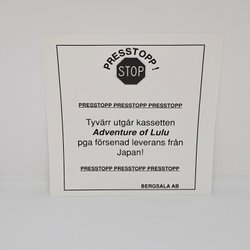 PRESSTOPP!
STOP
PRESSTOPP PRESSTOPP PRESSTOPP
Tyvärr utgår kassetten
Adventure of Lulu
pga försenad leverans från
Japan!
PRESSTOPP PRESSTOPP PRESSTOPP
BERGSALA AB